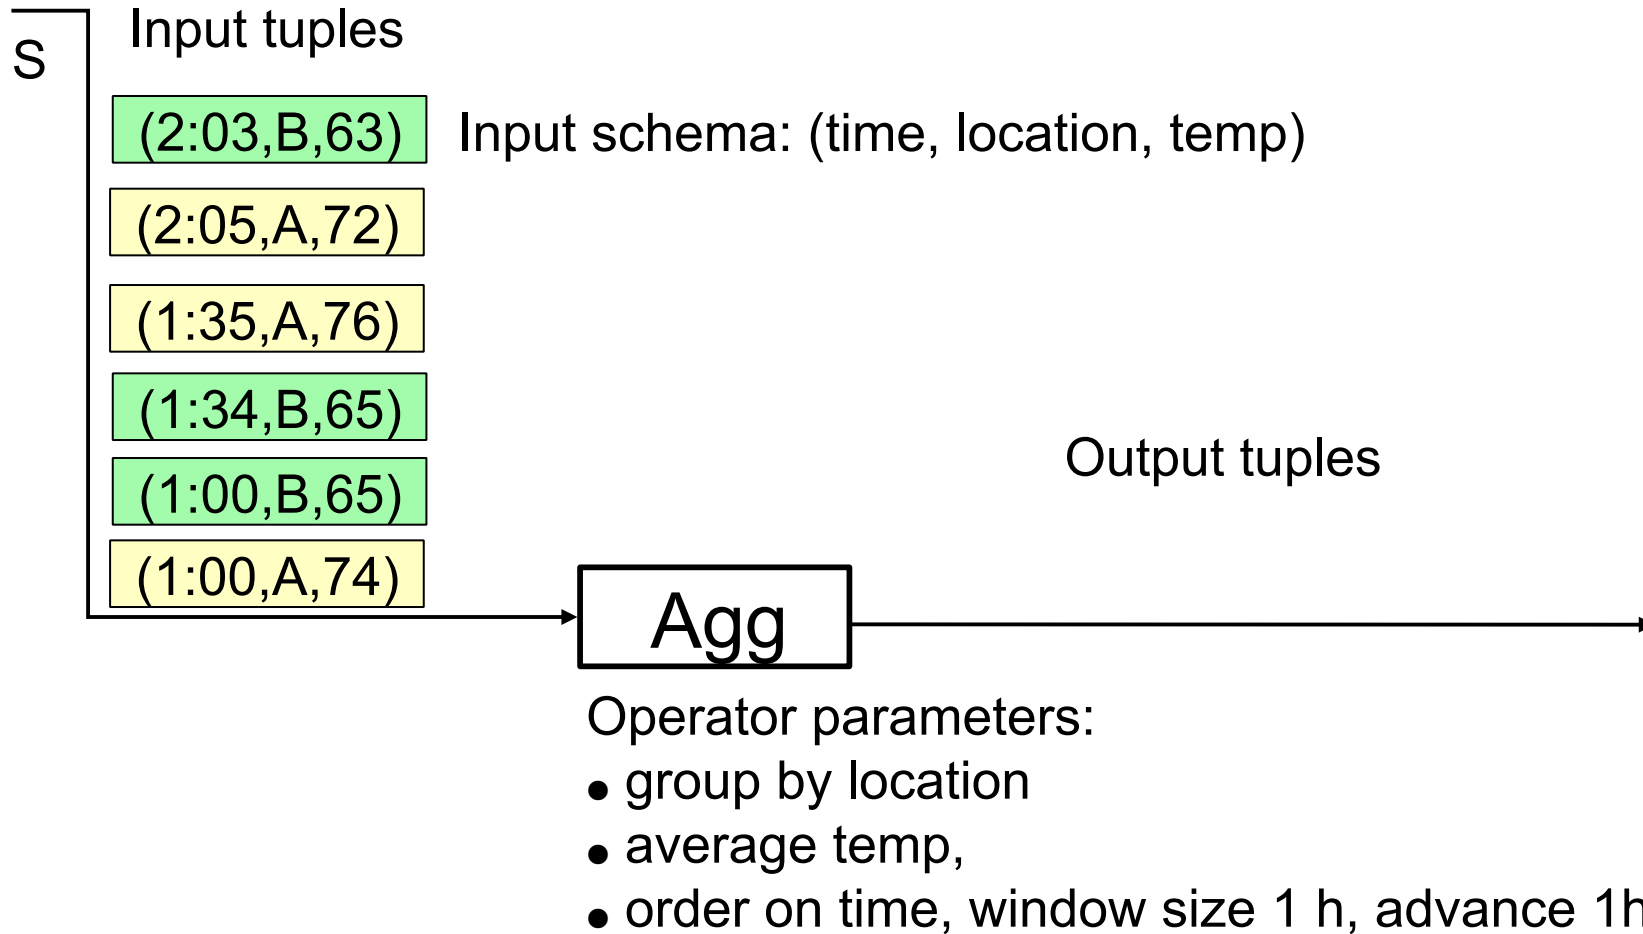 S
Input tuples
(2:03,B,63)
Input schema: (time, location, temp)
(2:05,A,72)
(1:35,A,76)
(1:34,B,65)
(1:00,B,65)
(1:00,A,74)
Output tuples
Agg
Operator parameters:
● group by location
● average temp,
● order on time, window size 1 h, advance 1h